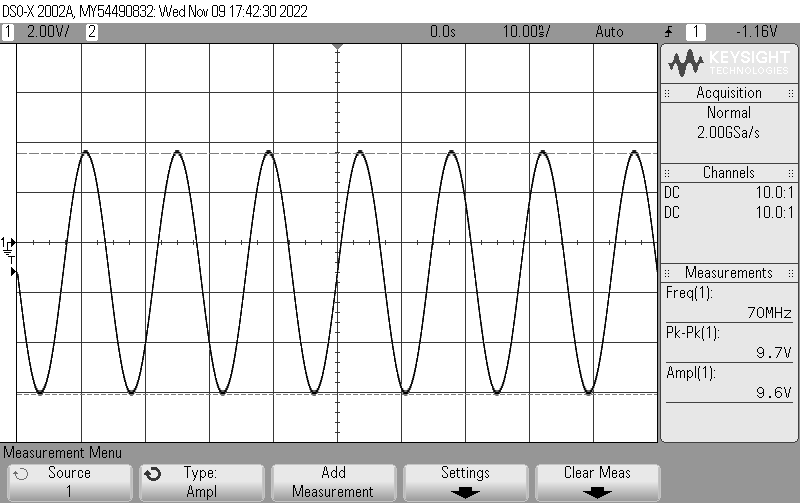 DSO-X 2002A, MY54490832: Wed Nov 09 17:42:30 2022
1 2.00V/ 2 0.0s 10.00ns/ Auto 1 -1.16V
KEYSIGHT
TECHNOLOGIES
Acquisition
Normal
2.00GSa/s
Channels
DC 10.0:1
DC 10.0:1
1
T
Measurements
Freq(1):
70MHz
Pk-Pk(1):
9.7V
Ampl(1):
9.6V
Measurement Menu
Source Type: Add Settings Clear Meas
1 Ampl Measurement